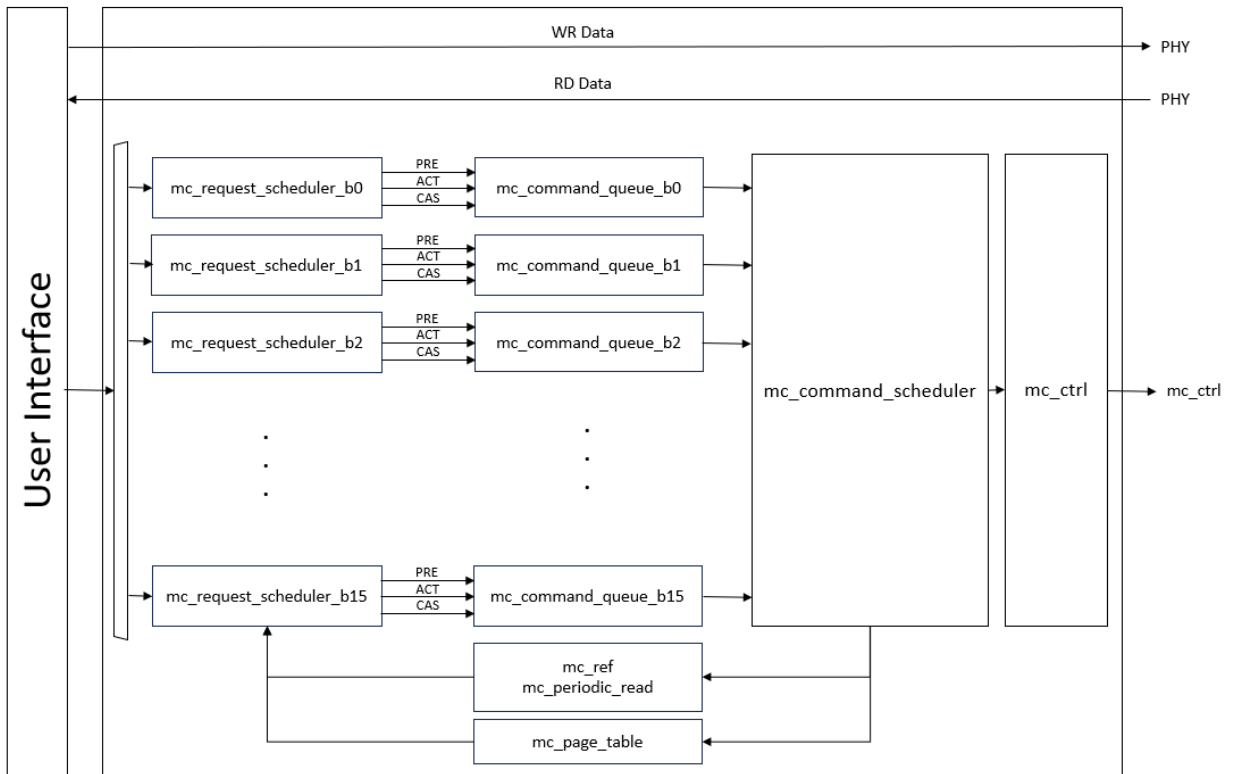 WR Data
PHY
RD Data
PHY
User Interface
mc_request_scheduler_b0
PRE
ACT
CAS
mc_command_queue_b0
mc_request_scheduler_b1
PRE
ACT
CAS
mc_command_queue_b1
mc_request_scheduler_b2
PRE
ACT
CAS
mc_command_queue_b2
mc_command_scheduler
mc_ctrl
mc_ctrl
mc_request_scheduler_b15
PRE
ACT
CAS
mc_command_queue_b15
mc_ref
mc_periodic_read
mc_page_table